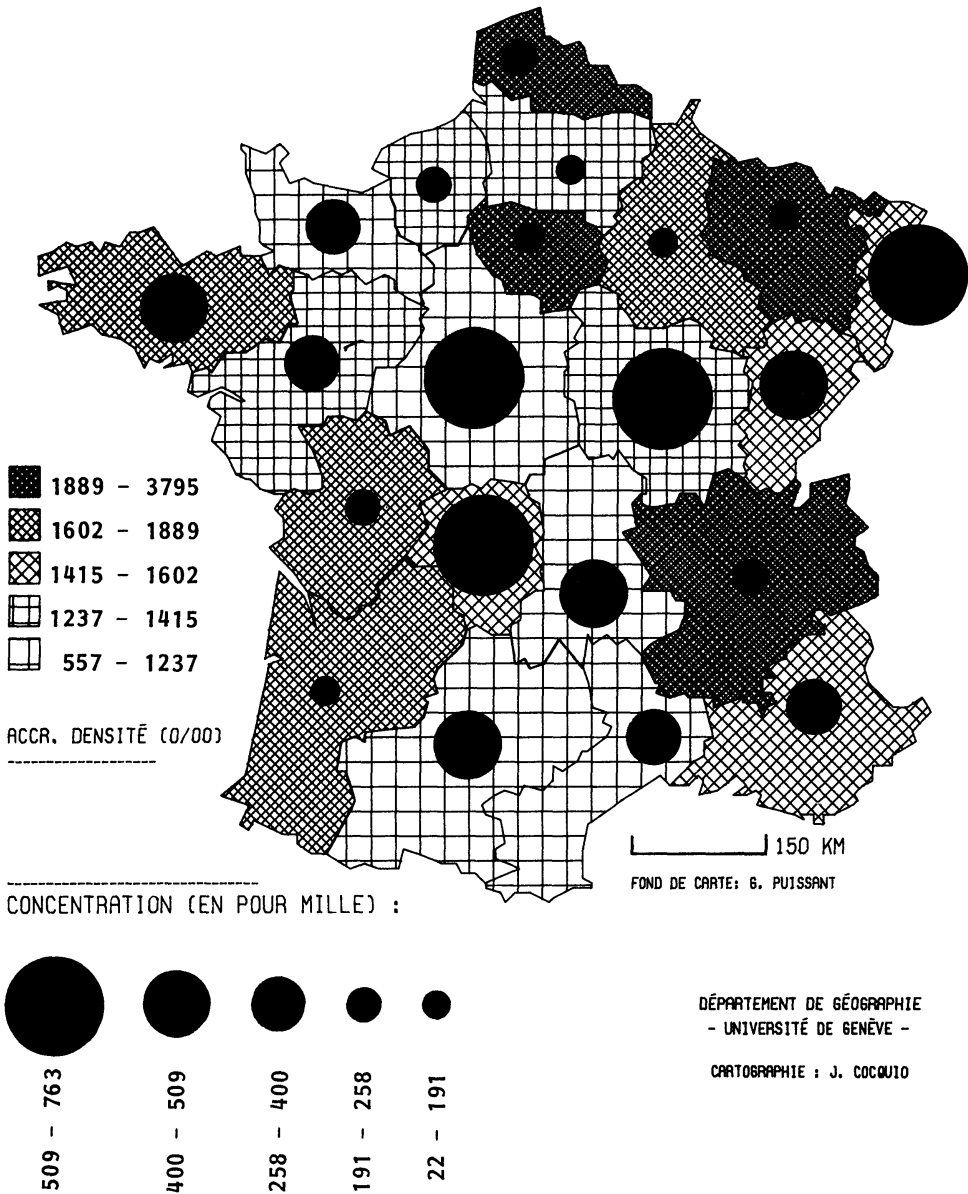 1889 - 3795
1602 - 1889
1415 - 1602
1237 - 1415
557 - 1237
ACCR. DENSITÉ (0/00)
150 KM
FOND DE CARTE: G. PUISSANT
CONCENTRATION (EN POUR MILLE) :
509 - 763
400 - 509
258 - 400
191 - 258
22 - 191
DÉPARTEMENT DE GÉOGRAPHIE
- UNIVERSITÉ DE GENÈVE -
CARTOGRAPHIE : J. COCQUIO